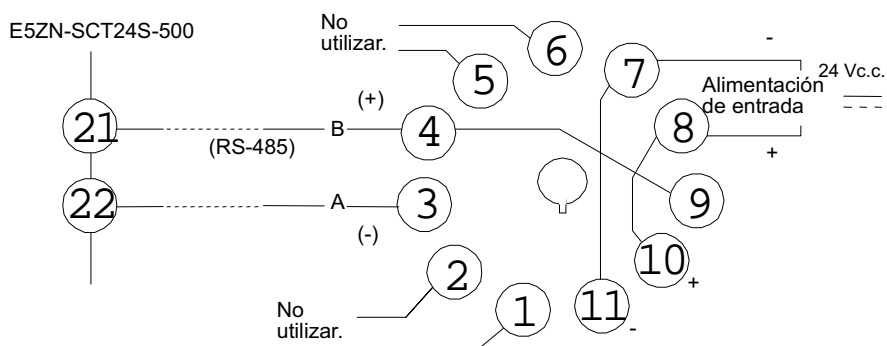 E5ZN-SCT24S-500
No
utilizar.
6
5
7
-
24 Vc.c.
Alimentación
de entrada
21
(+)
B
4
8
(RS-485)
+
22
A
3
9
(-)
2
10
+
No
utilizar.
1
11
-